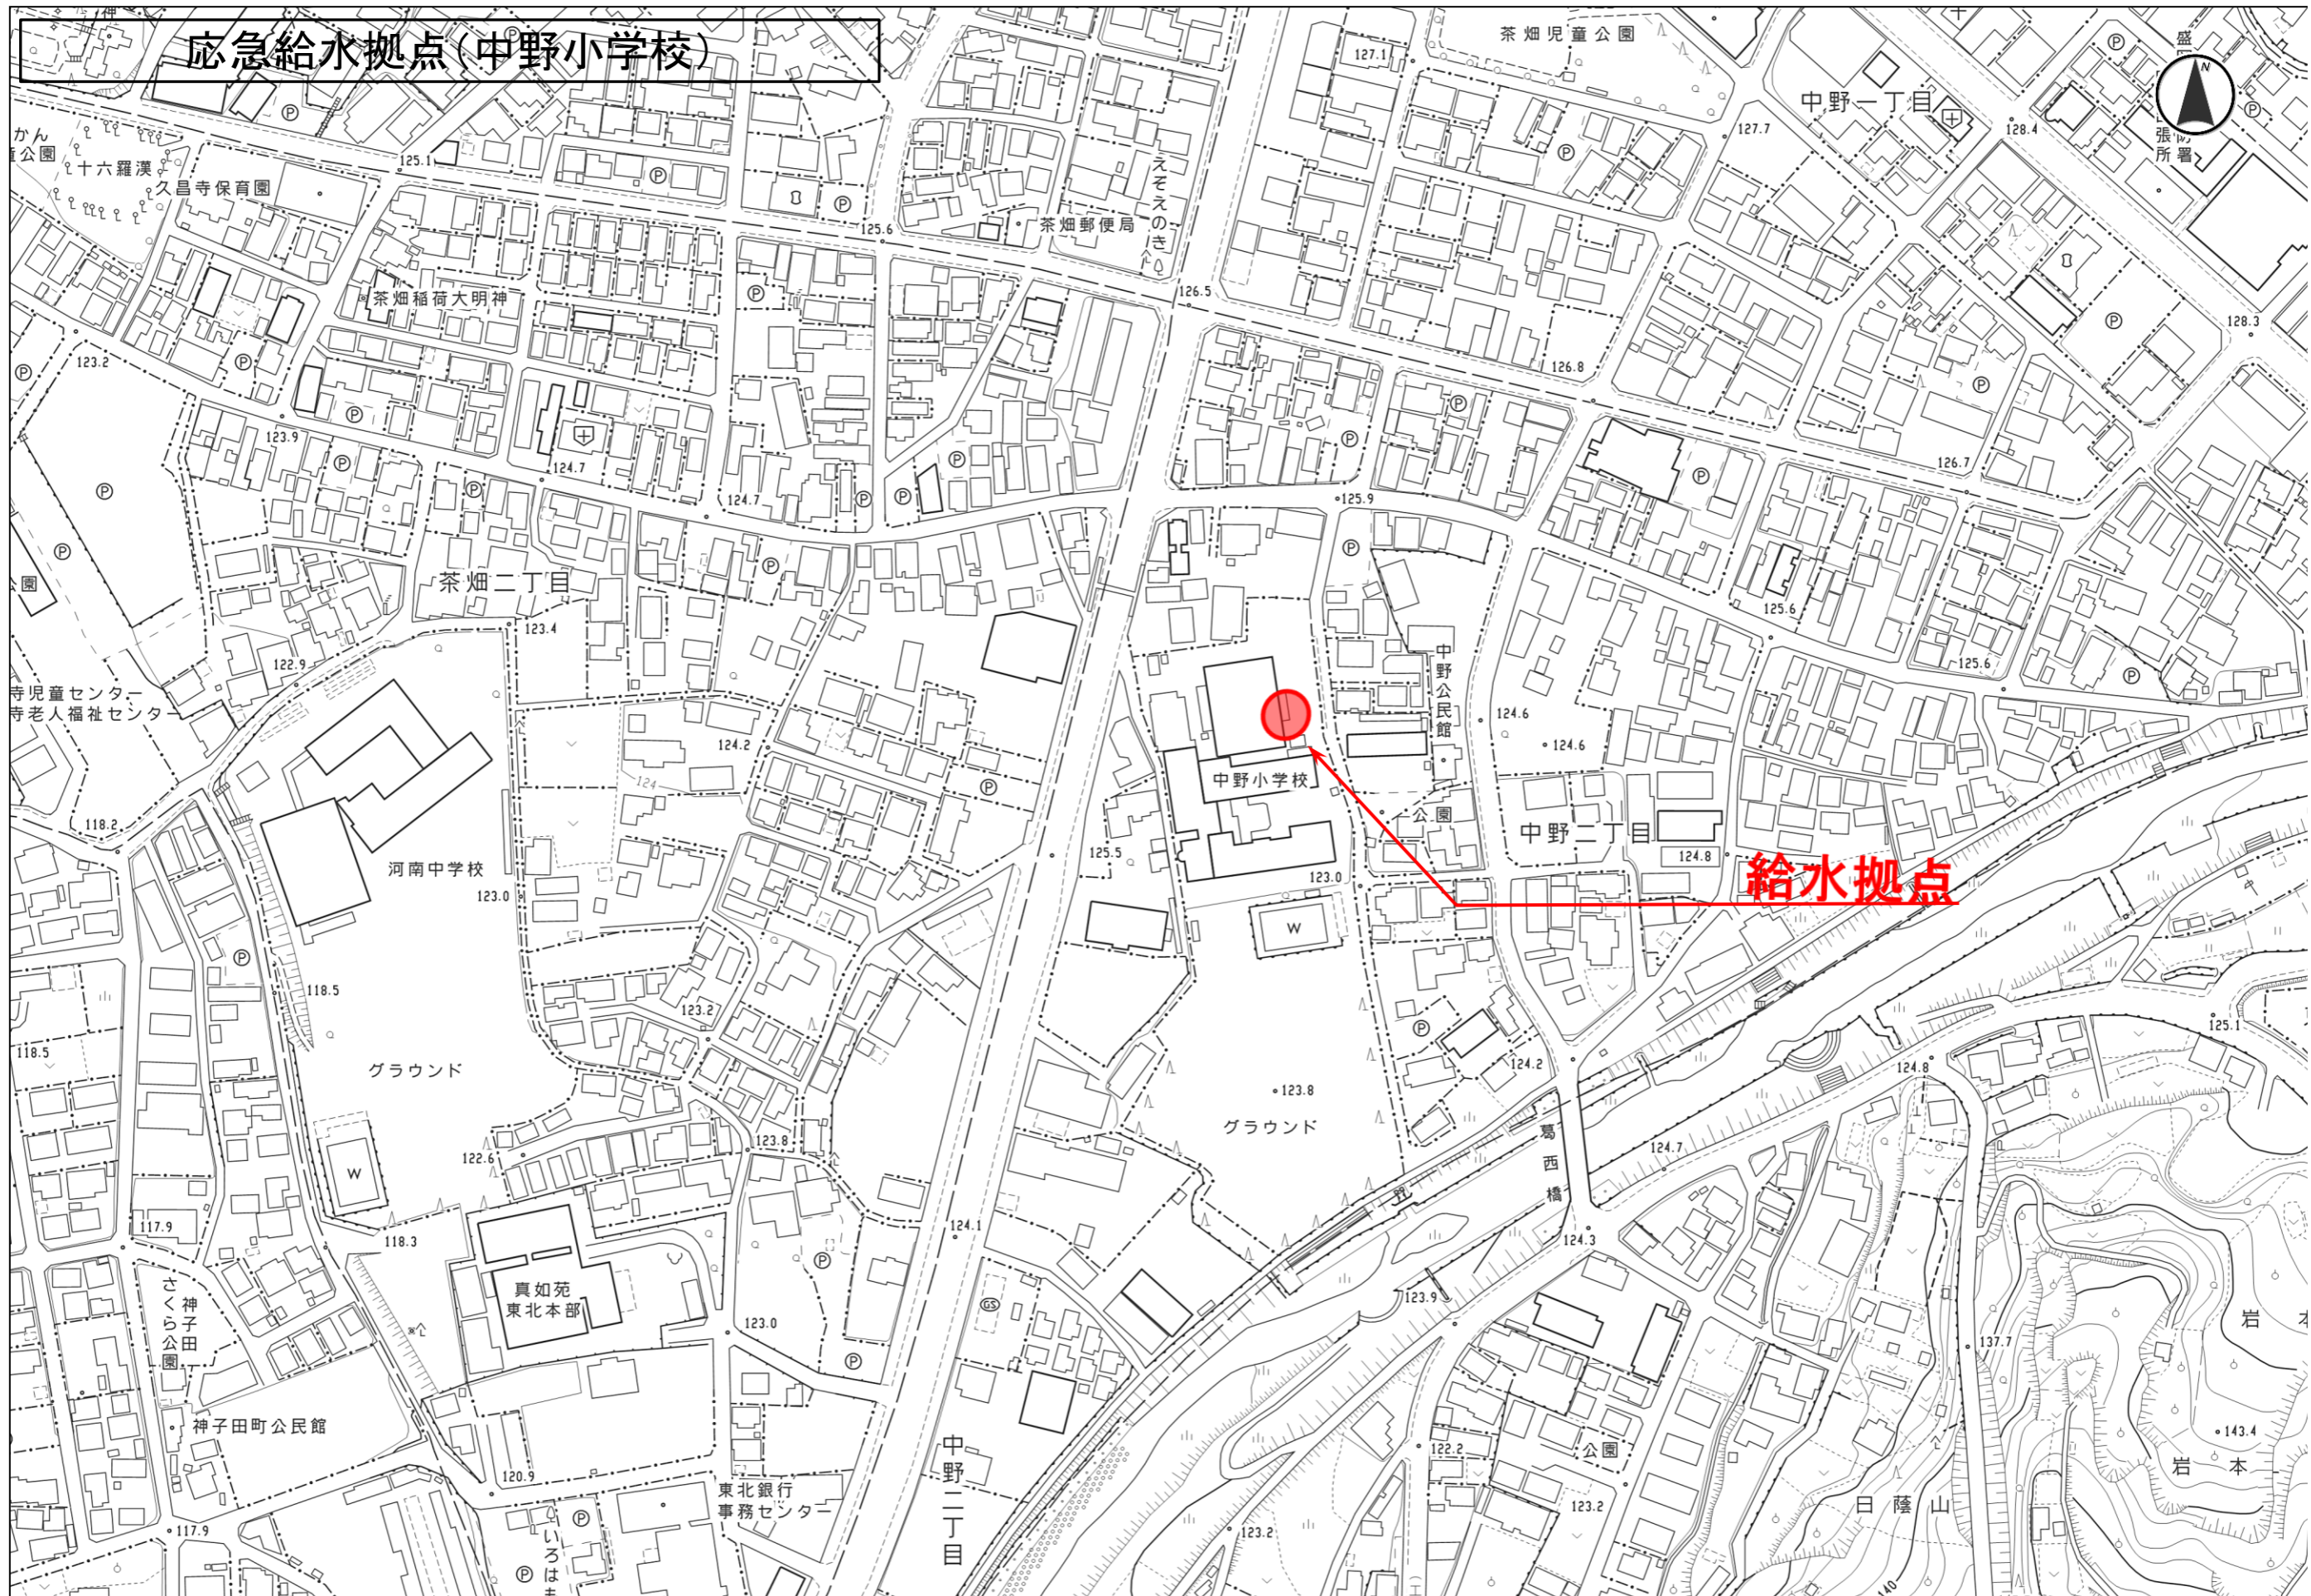 応急給水拠点(中野小学校)
神
Ⓟ
茶畑児童公園
127.1
中野一丁目
盛
N
防
署
張
所
128.4
127.7
かん
童公園
十六羅漢
久昌寺保育園
125.1
125.6
茶畑郵便局
えぞえのき
茶畑稲荷大明神
126.5
128.3
123.2
126.8
123.9
124.7
124.7
126.7
125.9
公園
茶畑二丁目
123.4
125.6
122.9
125.6
寺児童センター
寺老人福祉センター
中野公民館
124.6
124.6
124.2
124
中野小学校
118.2
公園
中野二丁目
125.5
124.8
河南中学校
123.0
123.0
給水拠点
W
118.5
123.2
118.5
125.1
124.2
124.8
グラウンド
123.8
グラウンド
葛西橋
123.8
124.7
122.6
W
117.9
118.3
124.1
124.3
神子田
さくら公園
真如苑
東北本部
123.0
GS
123.9
137.7
岩
本
神子田町公民館
中野二丁目
122.2
公園
143.4
岩本
120.9
東北銀行
事務センター
123.2
日蔭山
117.9
いろは
123.2
140